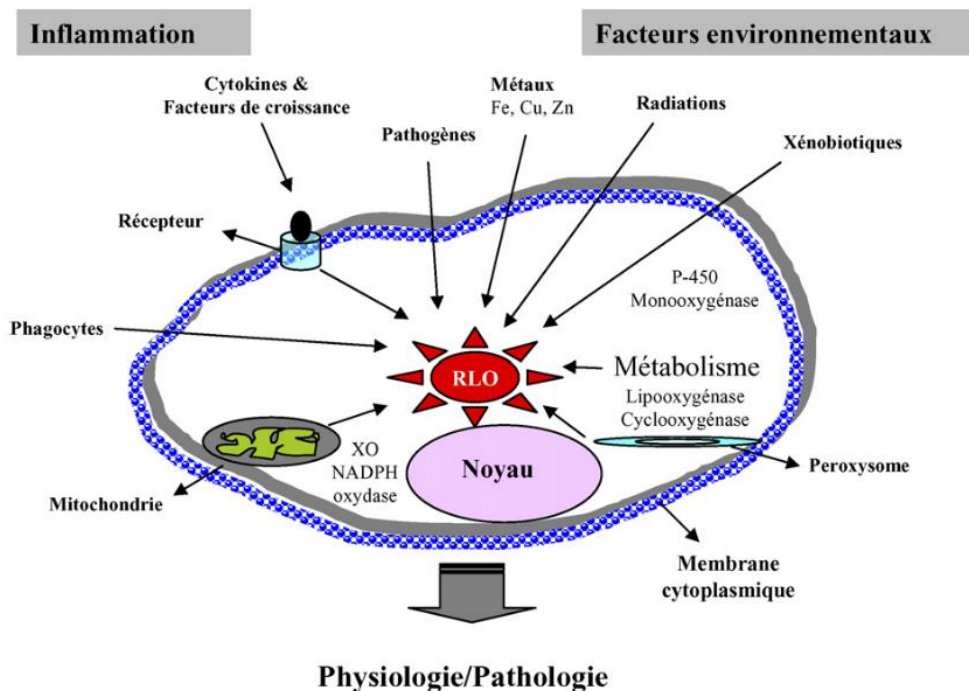 Inflammation
Facteurs environnementaux
Cytokines &
Facteurs de croissance
Pathogènes
Métaux
Fe, Cu, Zn
Radiations
Xénobiotiques
Récepteur
P-450
Monooxygénase
Phagocytes
RLO
Métabolisme
Lipooxygénase
Cyclooxygénase
XO
NADPH
oxydase
Noyau
Peroxysome
Mitochondrie
Membrane
cytoplasmique
Physiologie/Pathologie